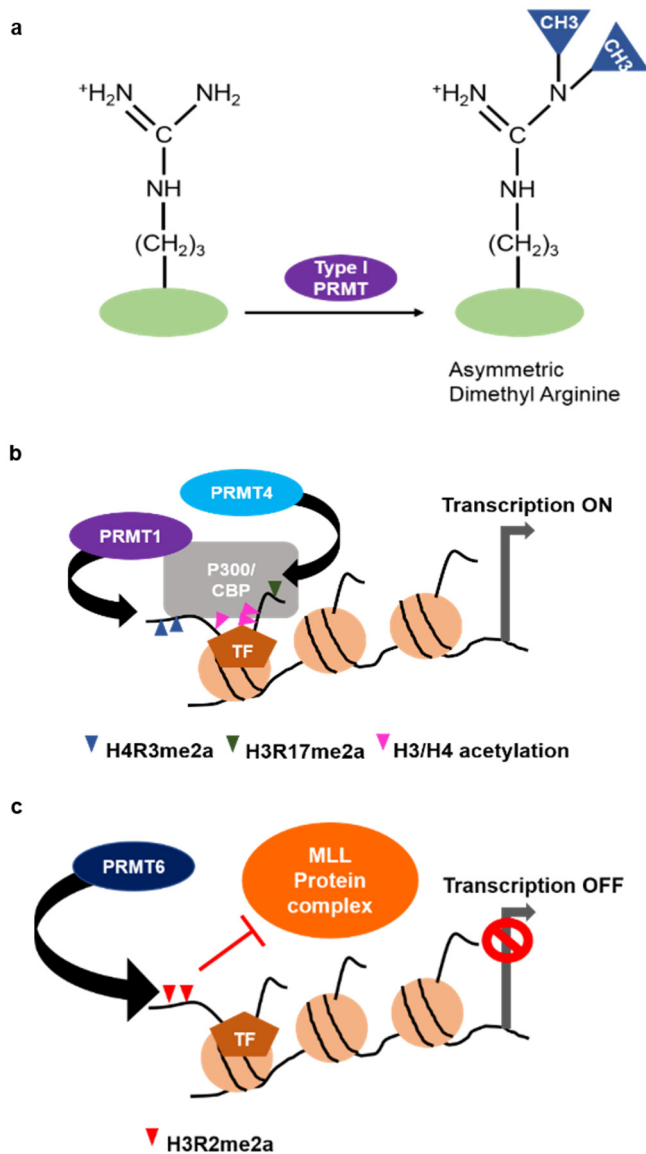 a
+H2N
NH2
C
NH
(CH2)3
Type I
PRMT
CH3
CH3
+H2N
N
C
NH
(CH2)3
Asymmetric
Dimethyl Arginine
b
PRMT4
PRMT1
P300/
CBP
TF
Transcription ON
H4R3me2a H3R17me2a H3/H4 acetylation
c
PRMT6
MLL
Protein
complex
Transcription OFF
TF
H3R2me2a